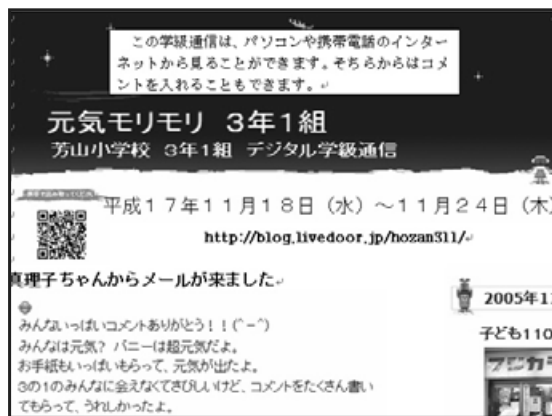 この学級通信は、パソコンや携帯電話のインター
ネットから見ることができます。そちらからはコメ
ントを入れることもできます。
元気モリモリ 3年1組
芳山小学校 3年1組 デジタル学級通信
平成17年11月18日（水）～11月24日（木
http://blog.livedoor.jp/hozan311/
真理子ちゃんからメールが来ました
みんないっぱいコメントありがとう！！(^-^)
みんなは元気？ バニーは超元気だよ。
お手紙もいっぱいもらって、元気が出たよ。
3の1のみんなに会えなくてさびしいけど、コメントをたくさん書い
てもらって、うれしかったよ。
2005年11
子ども110
フジカラ